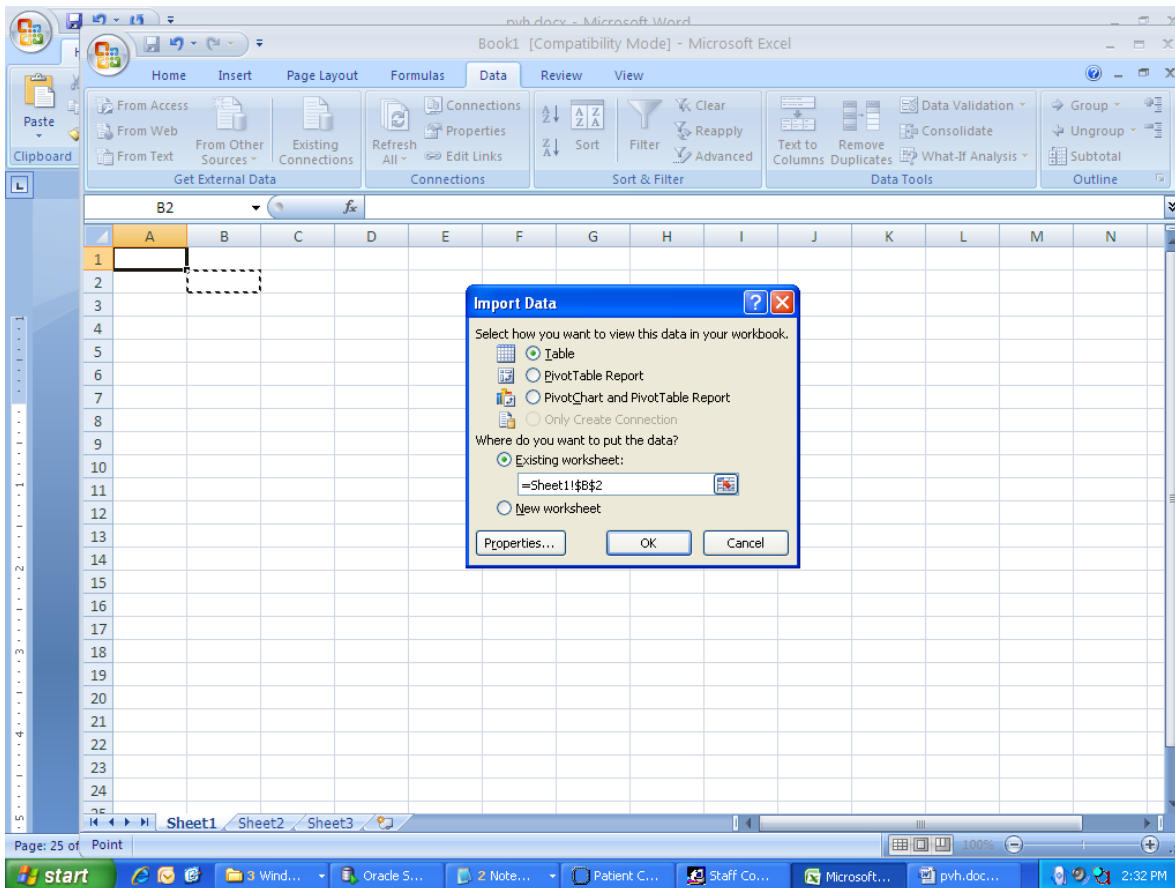 pvh.docx - Microsoft Word
Book1 [Compatibility Mode] - Microsoft Excel
Home Insert Page Layout Formulas Data Review View
Paste
Clipboard
From Access
From Web
From Text
From Other Sources
Existing Connections
Get External Data
Refresh All
Connections
Properties
Edit Links
Connections
Sort
Filter
Clear
Reapply
Advanced
Sort & Filter
Text to Columns
Remove Duplicates
Data Validation
Consolidate
What-If Analysis
Data Tools
Group
Ungroup
Subtotal
Outline
B2 fx
A B C D E F G H I J K L M N
1
2
3
4
5
6
7
8
9
10
11
12
13
14
15
16
17
18
19
20
21
22
23
24
25
Import Data
Select how you want to view this data in your workbook.
Table
PivotTable Report
PivotChart and PivotTable Report
Only Create Connection
Where do you want to put the data?
Existing worksheet:
=Sheet1!$B$2
New worksheet
Properties... OK Cancel
Sheet1 Sheet2 Sheet3
Page: 25 of Point 100%
start 3 Wind... Oracle S... 2 Note... Patient C... Staff Co... Microsoft... pvh.doc... 2:32 PM